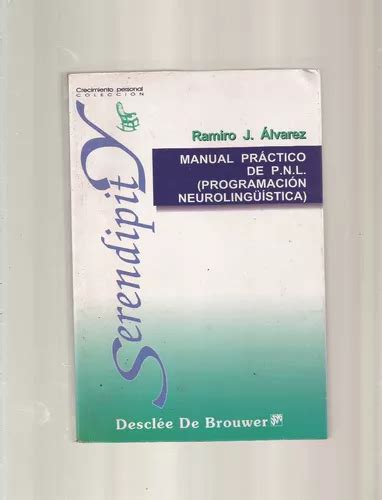 Crecimiento personal
COLECCIÓN
Serendipity
Ramiro J. Álvarez
MANUAL PRÁCTICO
DE P.N.L.
(PROGRAMACIÓN
NEUROLINGÜÍSTICA)
Desclée De Brouwer